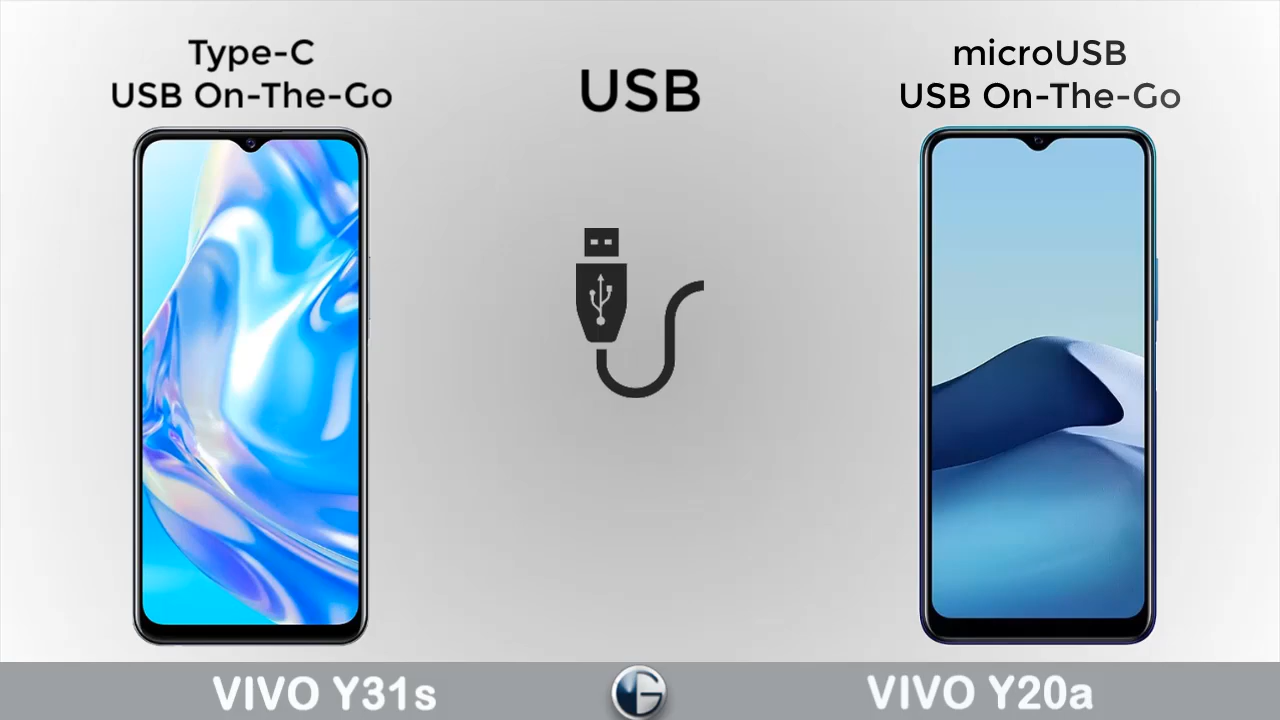 Type-C
USB On-The-Go
USB
microUSB
USB On-The-Go
VIVO Y31s
G
VIVO Y20a